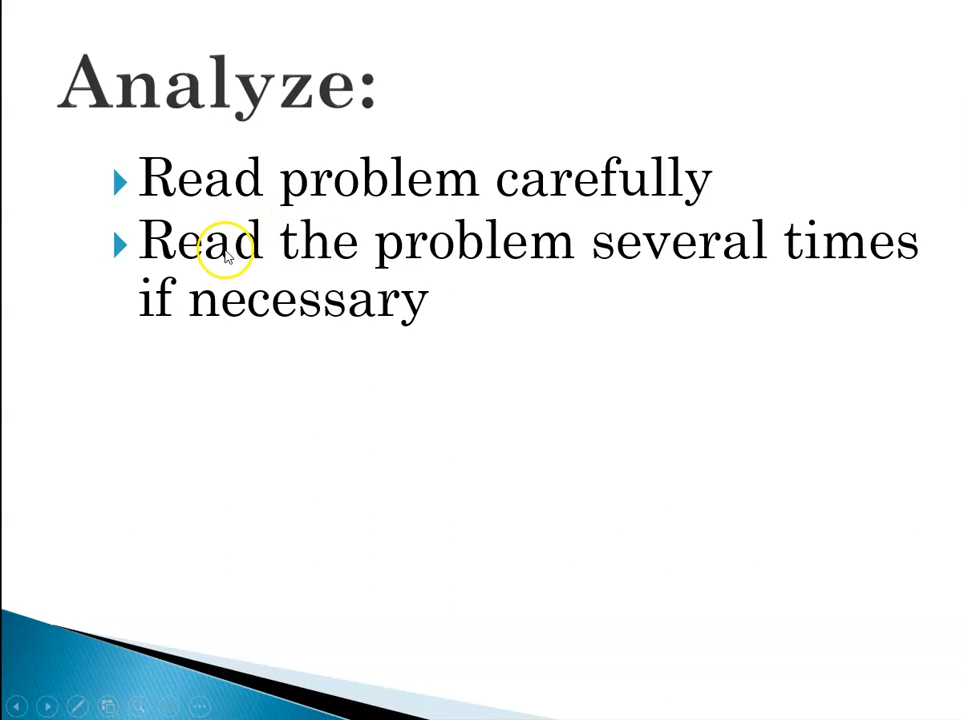 Analyze:
Read problem carefully
Read the problem several times
if necessary